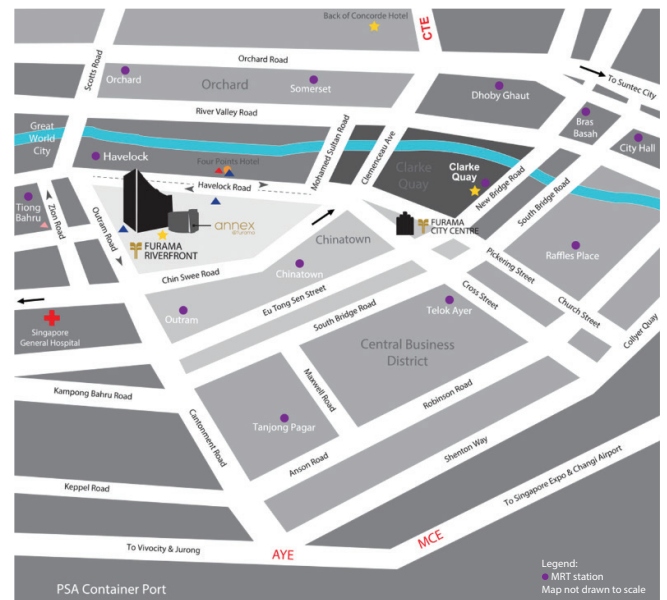 Back of Concorde Hotel
CTE
Scotts Road
Orchard Road
To Suntec City
Orchard
Orchard
Somerset
Dhoby Ghaut
River Valley Road
Bras
Basah
City Hall
Great
World
City
Havelock
Mohamed Sultan Road
Clemenceau Ave
Clarke
Quay
Clarke
Quay
Four Points Hotel
Havelock Road
New Bridge Road
South Bridge Road
Tiong
Bahru
Zion Road
Outram Road
annex
@furama
FURAMA
RIVERFRONT
FURAMA
CITY CENTRE
Chinatown
Chinatown
Chin Swee Road
Pickering Street
Raffles Place
Eu Tong Sen Street
Cross Street
Church Street
Outram
South Bridge Road
Telok Ayer
Collyer Quay
Singapore
General Hospital
Central Business
District
Kampong Bahru Road
Maxwell Road
Robinson Road
Cantonment Road
Tanjong Pagar
Anson Road
Shenton Way
Keppel Road
To Singapore Expo & Changi Airport
MCE
To Vivocity & Jurong
AYE
PSA Container Port
Legend:
MRT station
Map not drawn to scale